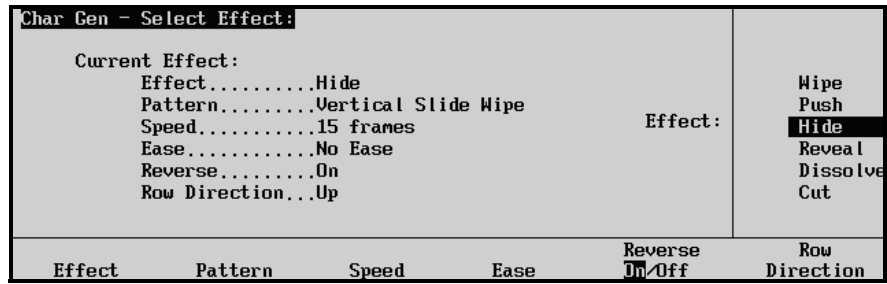 Char Gen - Select Effect:
Current Effect:
Effect..........Hide
Pattern.........Vertical Slide Wipe
Speed...........15 frames
Ease............No Ease
Reverse.........On
Row Direction...Up
Effect:
Wipe
Push
Hide
Reveal
Dissolve
Cut
Effect Pattern Speed Ease Reverse On/Off Row Direction